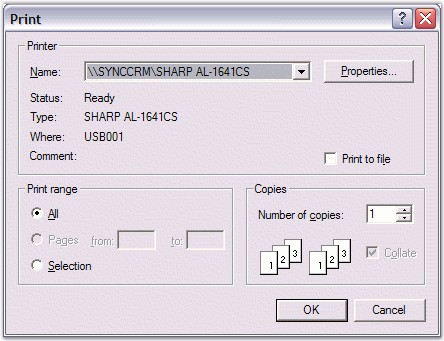 Print
Printer
Name: \\SYNCCRM\SHARP AL-1641CS Properties...
Status: Ready
Type: SHARP AL-1641CS
Where: USB001
Comment: Print to file
Print range
All
Pages from: to:
Selection
Copies
Number of copies: 1
1 2 3 1 2 3 Collate
OK Cancel